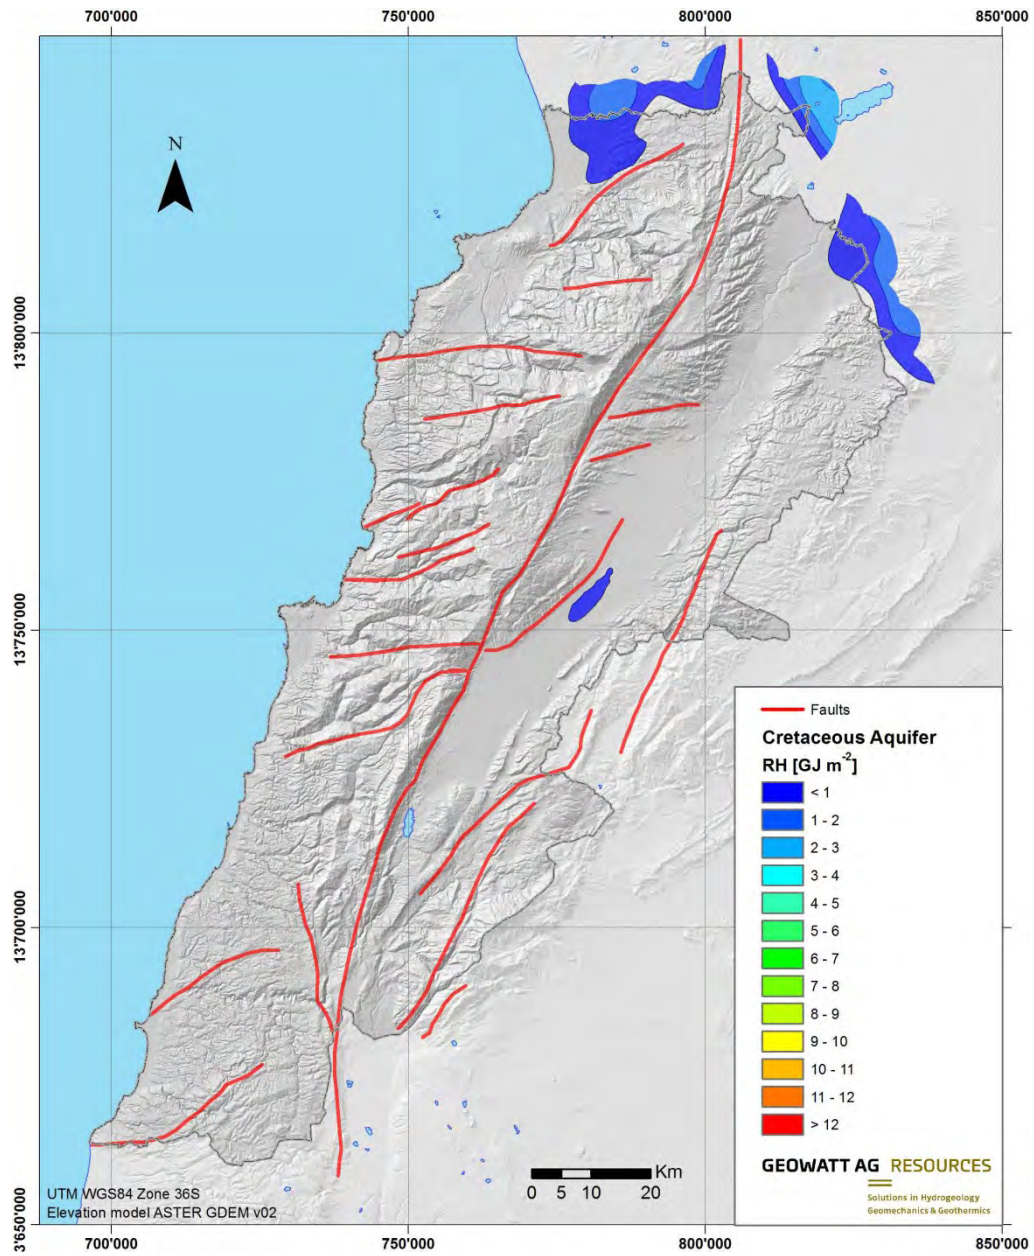 700'000
750'000
800'000
850'000
N
13'800'000
13'750'000
13'700'000
3'650'000
Faults
Cretaceous Aquifer
RH [GJ m⁻²]
< 1
1 - 2
2 - 3
3 - 4
4 - 5
5 - 6
6 - 7
7 - 8
8 - 9
9 - 10
10 - 11
11 - 12
> 12
GEOWATT AG RESOURCES
Solutions in Hydrogeology
Geomechanics & Geothermics
Km
0 5 10 20
UTM WGS84 Zone 36S
Elevation model ASTER GDEM v02
700'000
750'000
800'000
850'000